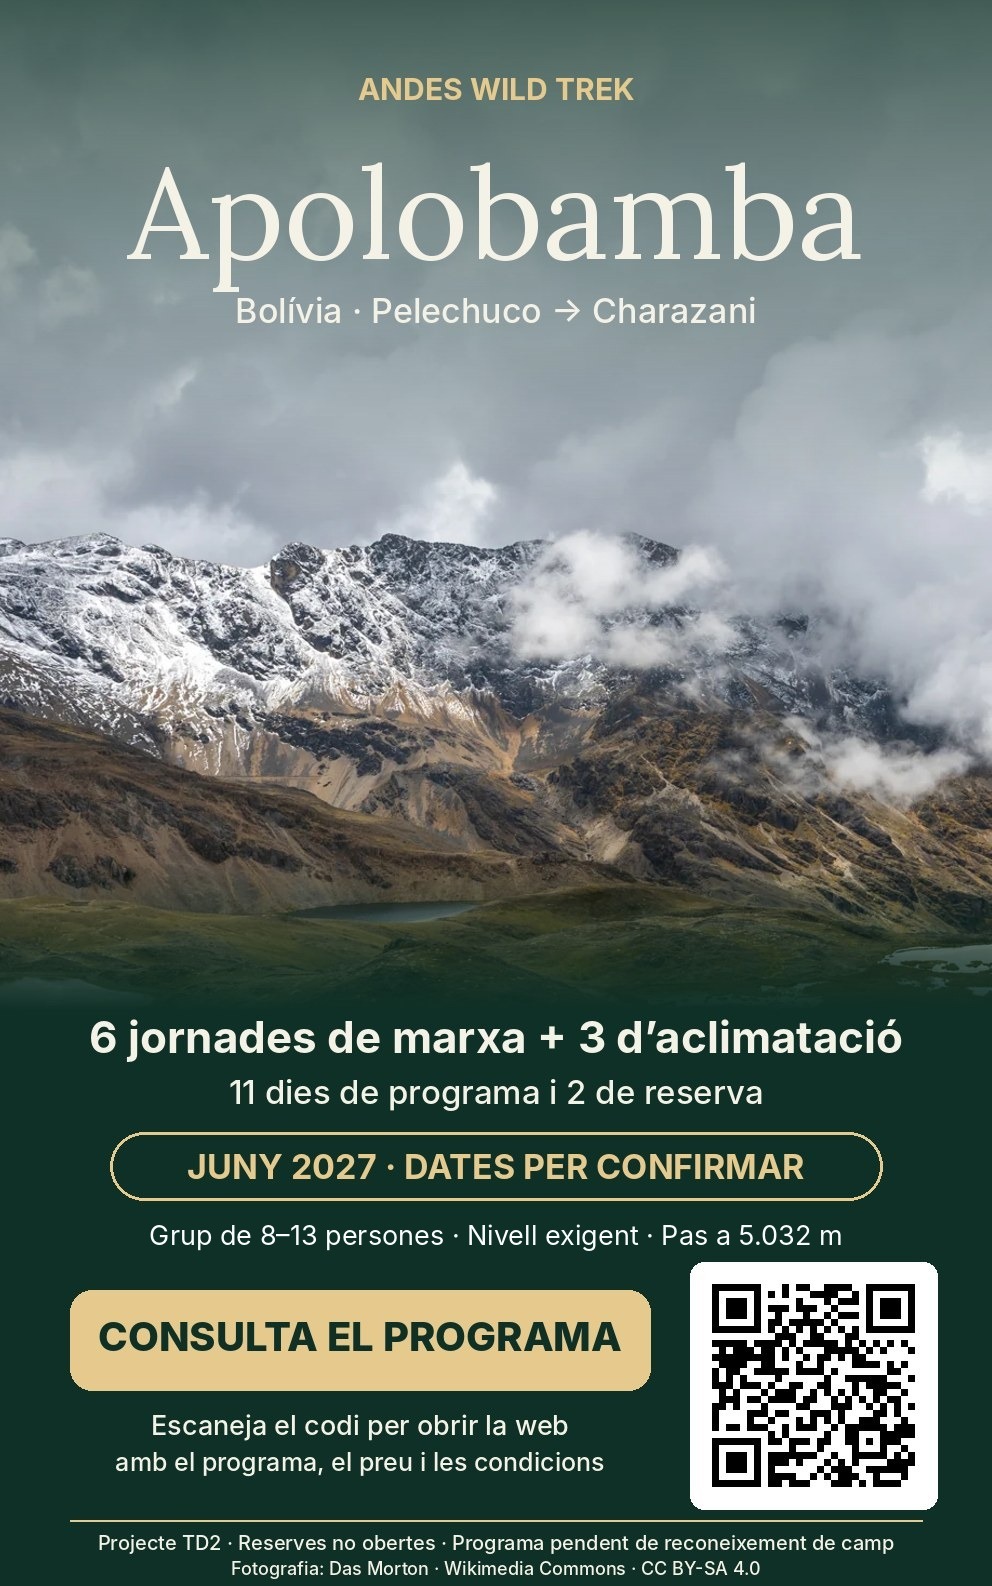 ANDES WILD TREK
Apolobamba
Bolívia · Pelechuco → Charazani
6 jornades de marxa + 3 d’aclimatació
11 dies de programa i 2 de reserva
JUNY 2027 · DATES PER CONFIRMAR
Grup de 8–13 persones · Nivell exigent · Pas a 5.032 m
CONSULTA EL PROGRAMA
Escaneja el codi per obrir la web
amb el programa, el preu i les condicions
Projecte TD2 · Reserves no obertes · Programa pendent de reconeixement de camp
Fotografia: Das Morton · Wikimedia Commons · CC BY-SA 4.0